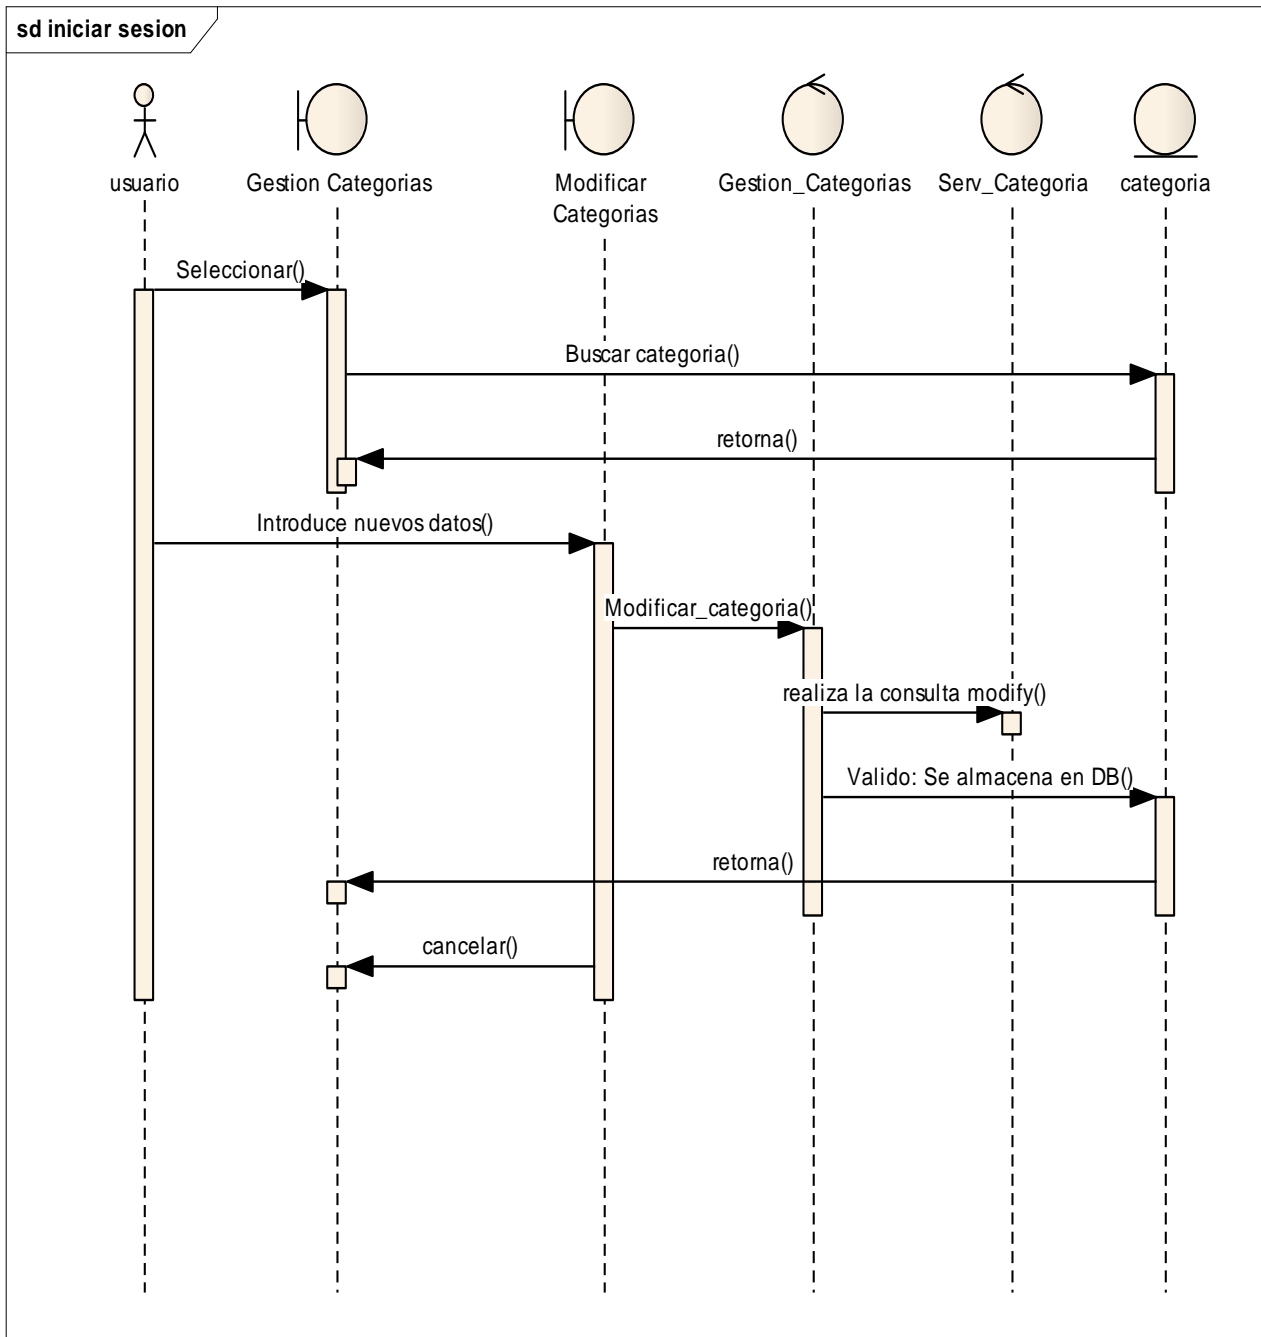 sd iniciar sesion
usuario
Gestion Categorias
Modificar
Categorias
Gestion_Categorias
Serv_Categoria
categoria
Seleccionar()
Buscar categoria()
retorna()
Introduce nuevos datos()
Modificar_categoria()
realiza la consulta modify()
Valido: Se almacena en DB()
retorna()
cancelar()